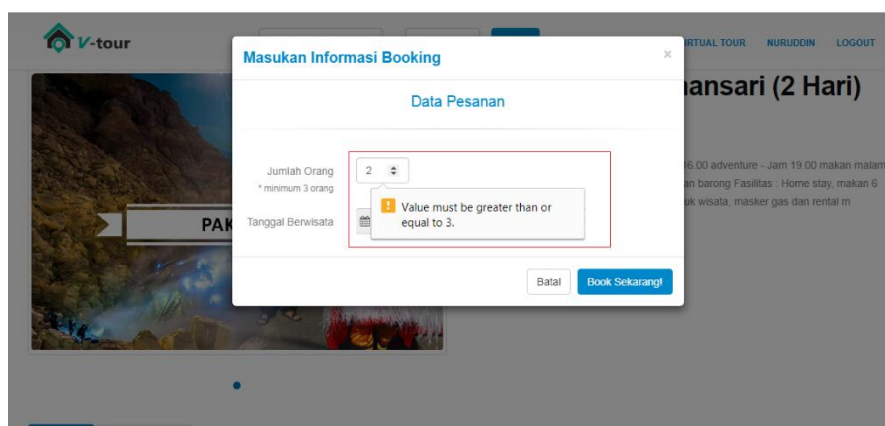 V-tour
IRTUAL TOUR NURUDDIN LOGOUT
Masukan Informasi Booking ×
Data Pesanan
Jumlah Orang 2
* minimum 3 orang
Value must be greater than or
equal to 3.
Tanggal Berwisata
Batal Book Sekarang!
PAK
ansari (2 Hari)
16.00 adventure - Jam 19.00 makan malam
an barong Fasilitas : Home stay, makan 6
uk wisata, masker gas dan rental m